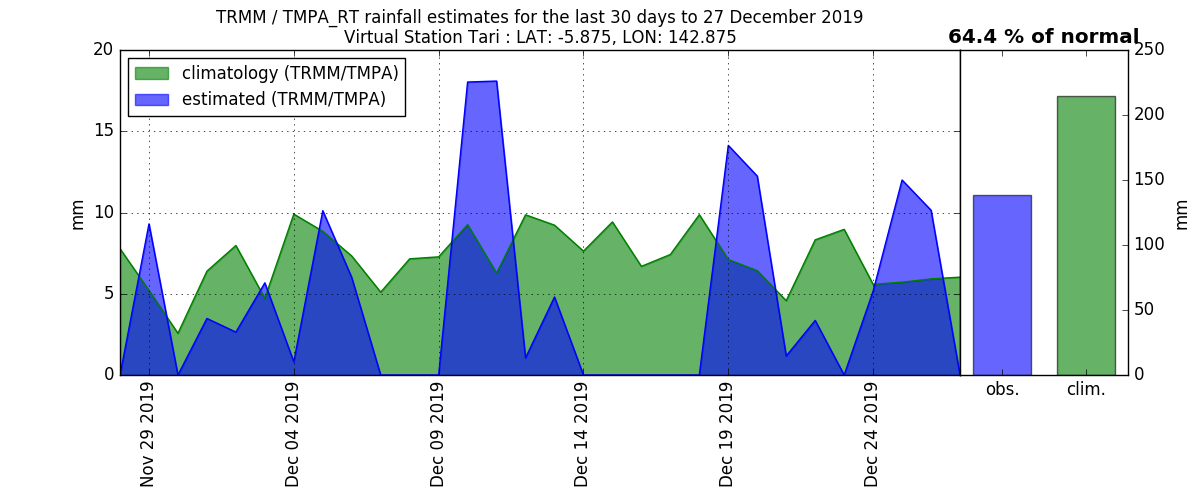 TRMM / TMPA_RT rainfall estimates for the last 30 days to 27 December 2019
Virtual Station Tari : LAT: -5.875, LON: 142.875
64.4 % of normal
climatology (TRMM/TMPA)
estimated (TRMM/TMPA)
20
15
10
5
0
mm
Nov 29 2019
Dec 04 2019
Dec 09 2019
Dec 14 2019
Dec 19 2019
Dec 24 2019
obs.
clim.
250
200
150
100
50
0
mm